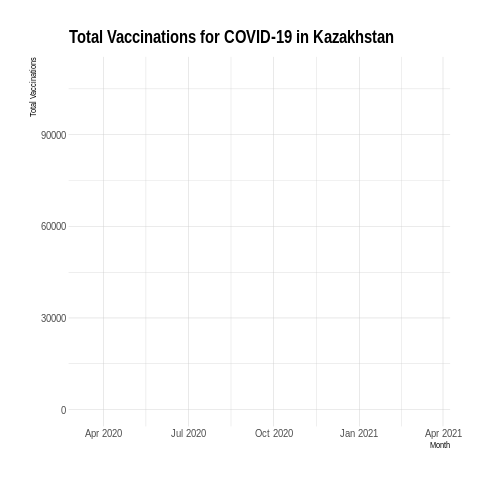 Total Vaccinations for COVID-19 in Kazakhstan
Total Vaccinations
90000
60000
30000
0
Apr 2020 Jul 2020 Oct 2020 Jan 2021 Apr 2021
Month